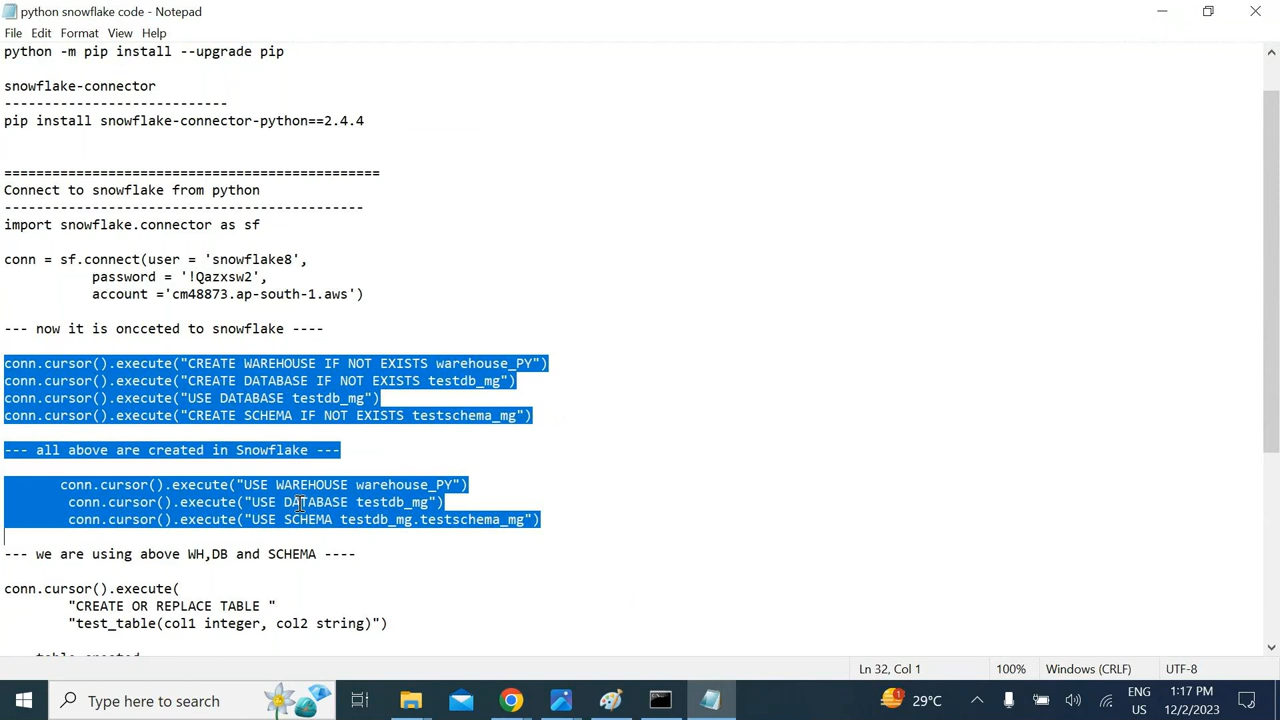 python snowflake code - Notepad
File Edit Format View Help
python -m pip install --upgrade pip
snowflake-connector
----------------------------
pip install snowflake-connector-python==2.4.4
===============================================
Connect to snowflake from python
---------------------------------------------
import snowflake.connector as sf
conn = sf.connect(user = 'snowflake8',
password = '!Qazxsw2',
account ='cm48873.ap-south-1.aws')
--- now it is oncceted to snowflake ----
conn.cursor().execute("CREATE WAREHOUSE IF NOT EXISTS warehouse_PY")
conn.cursor().execute("CREATE DATABASE IF NOT EXISTS testdb_mg")
conn.cursor().execute("USE DATABASE testdb_mg")
conn.cursor().execute("CREATE SCHEMA IF NOT EXISTS testschema_mg")
--- all above are created in Snowflake ---
conn.cursor().execute("USE WAREHOUSE warehouse_PY")
conn.cursor().execute("USE DATABASE testdb_mg")
conn.cursor().execute("USE SCHEMA testdb_mg.testschema_mg")
--- we are using above WH,DB and SCHEMA ----
conn.cursor().execute(
"CREATE OR REPLACE TABLE "
"test_table(col1 integer, col2 string)")
table created
Ln 32, Col 1 100% Windows (CRLF) UTF-8
Type here to search
1 29°C ENG US 1:17 PM 12/2/2023